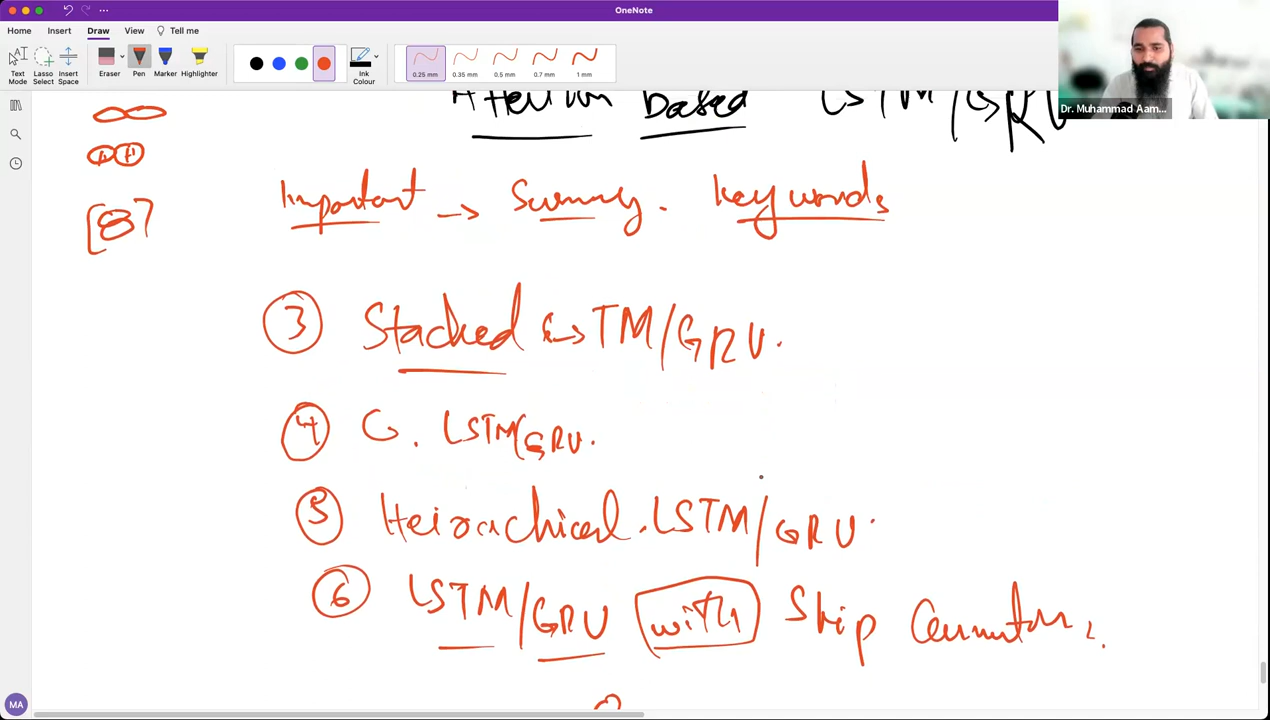 OneNote
Home Insert Draw View Tell me
Text Mode
Lasso Select
Insert Space
Eraser
Pen
Marker
Highlighter
Ink Colour
0.25 mm
0.35 mm
0.5 mm
0.7 mm
1 mm
Dr. Muhammad Aam...
Attention based LSTM/GRU
Important → Summary. Keywords
[8]
3 Stacked LSTM/GRU.
4 C. LSTM/GRU.
5 Heirachical LSTM/GRU.
6 LSTM/GRU with Skip
MA